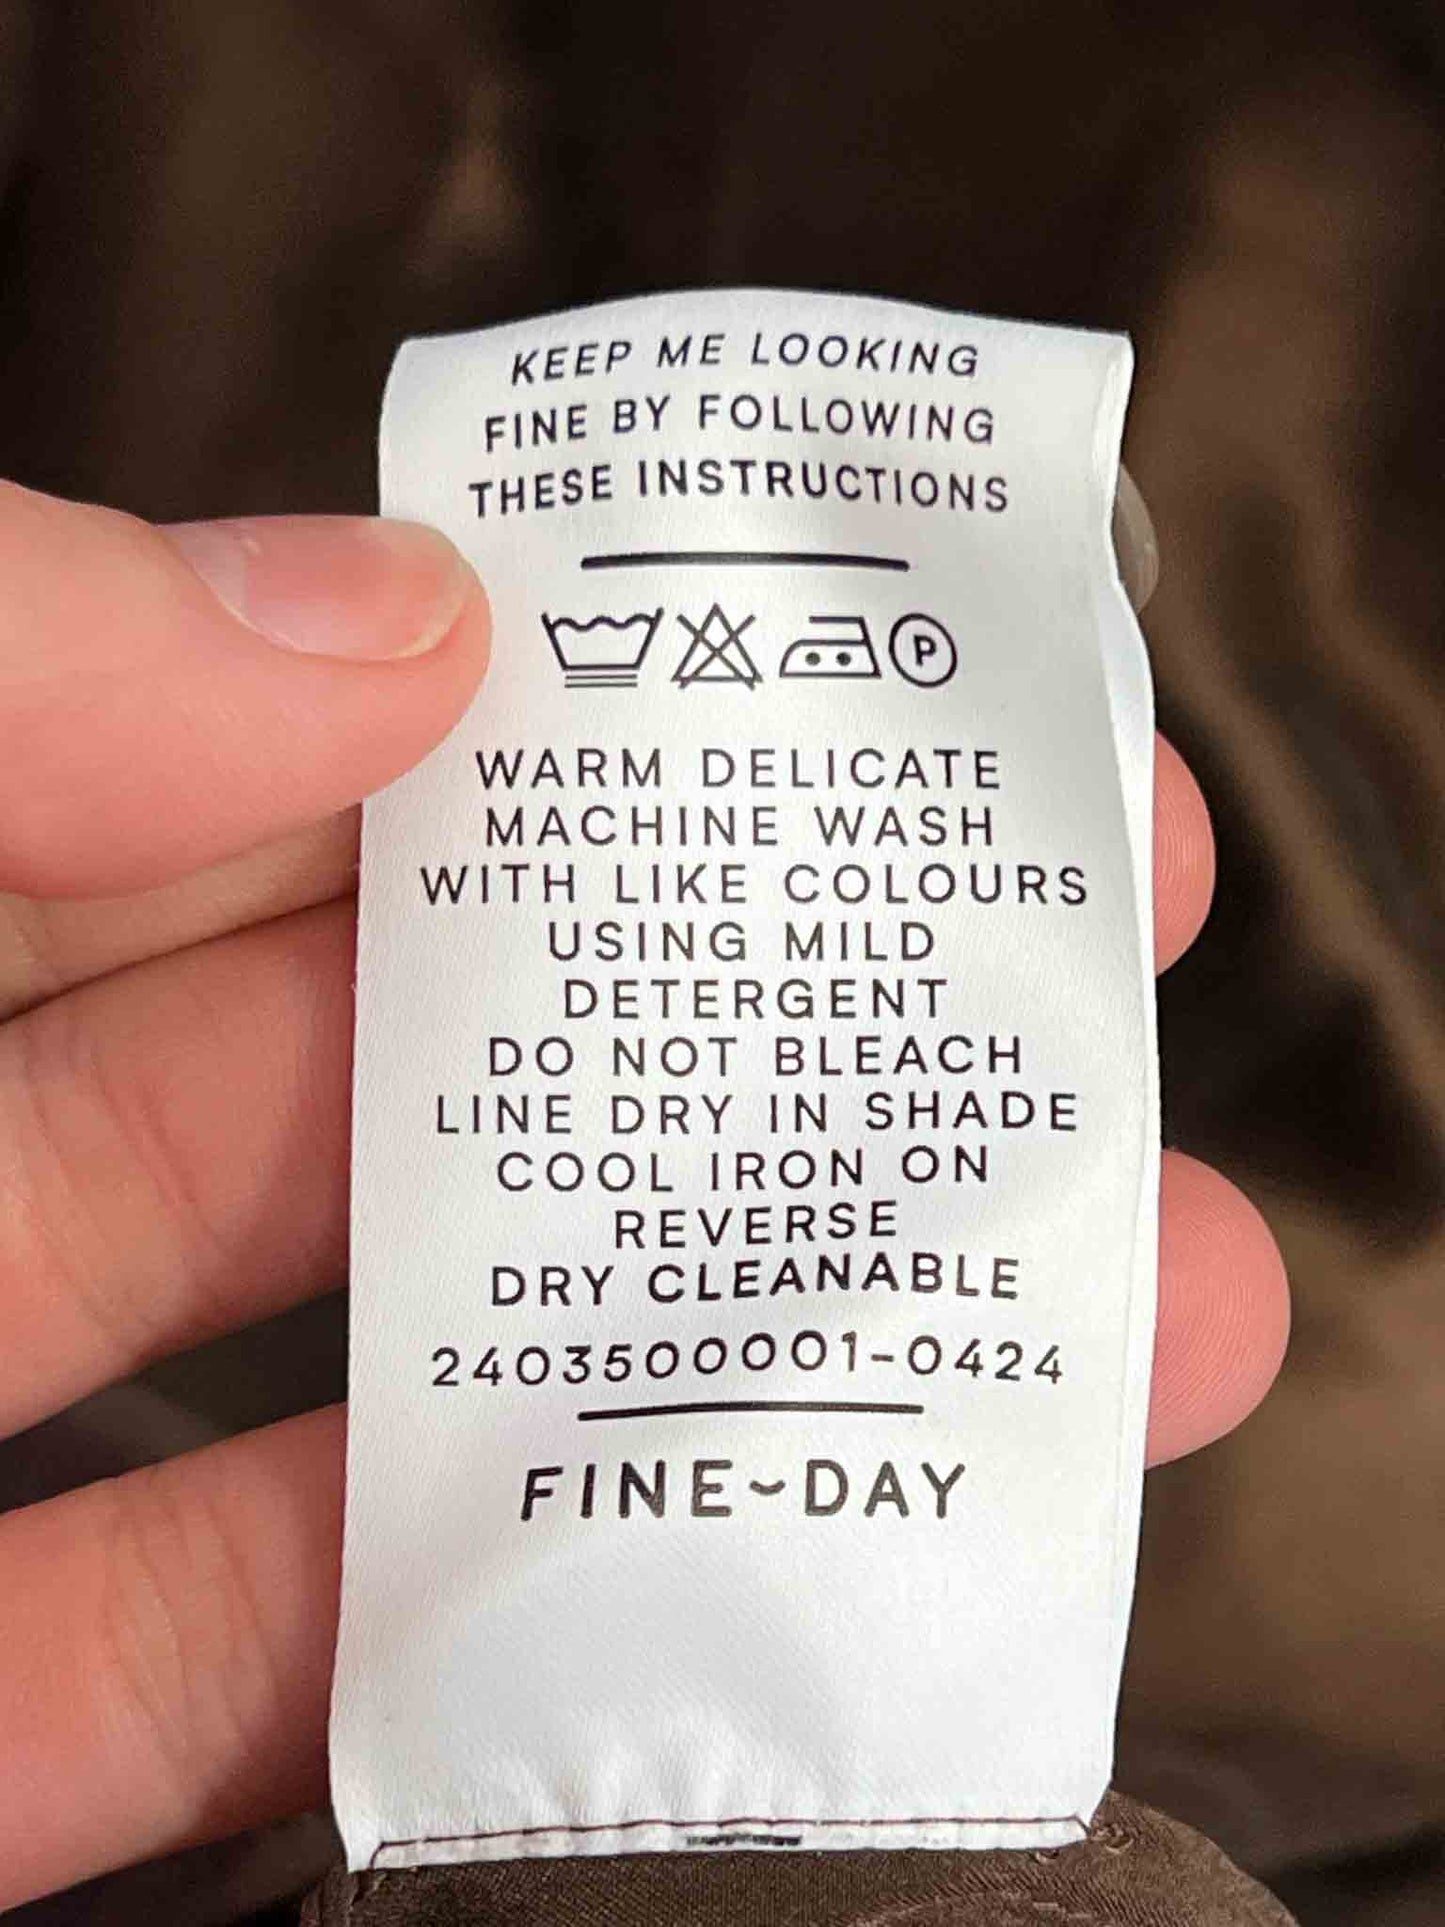 KEEP ME LOOKING
FINE BY FOLLOWING
THESE INSTRUCTIONS
P
WARM DELICATE
MACHINE WASH
WITH LIKE COLOURS
USING MILD
DETERGENT
DO NOT BLEACH
LINE DRY IN SHADE
COOL IRON ON
REVERSE
DRY CLEANABLE
2403500001-0424
FINE~DAY